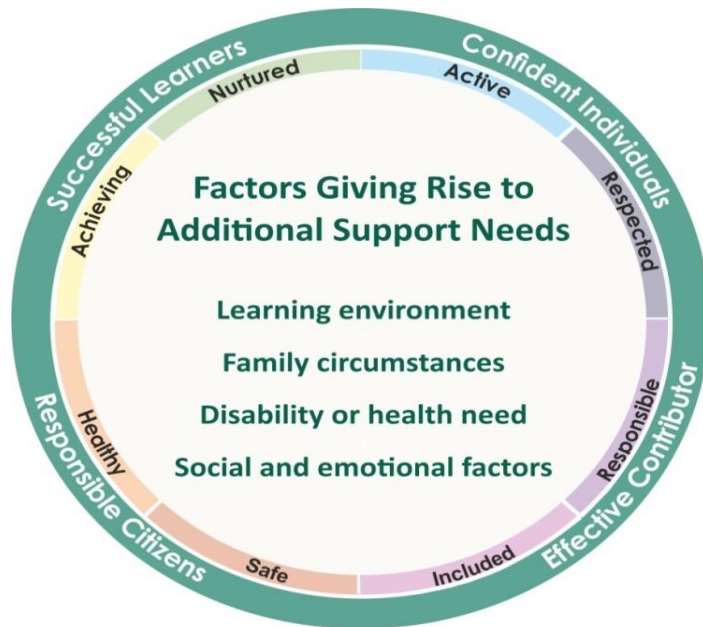 Successful Learners
Confident Individuals
Nurtured
Active
Achieving
Respected
Factors Giving Rise to
Additional Support Needs
Learning environment
Family circumstances
Disability or health need
Social and emotional factors
Healthy
Responsible
Safe
Included
Responsible Citizens
Effective Contributor